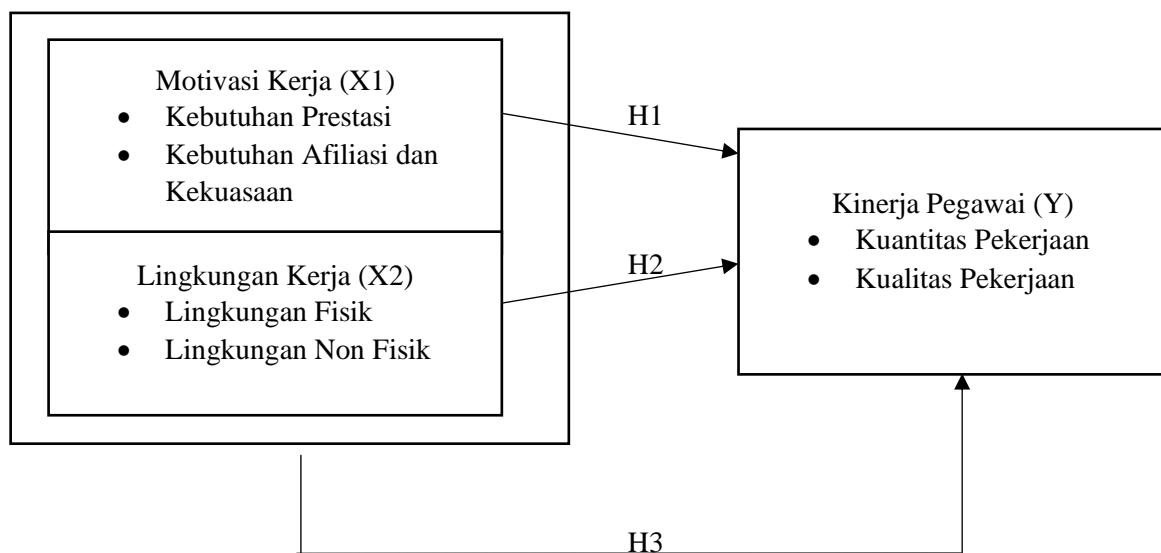 Motivasi Kerja (X1)
• Kebutuhan Prestasi
• Kebutuhan Afiliasi dan
Kekuasaan
Lingkungan Kerja (X2)
• Lingkungan Fisik
• Lingkungan Non Fisik
H1
H2
Kinerja Pegawai (Y)
• Kuantitas Pekerjaan
• Kualitas Pekerjaan
H3